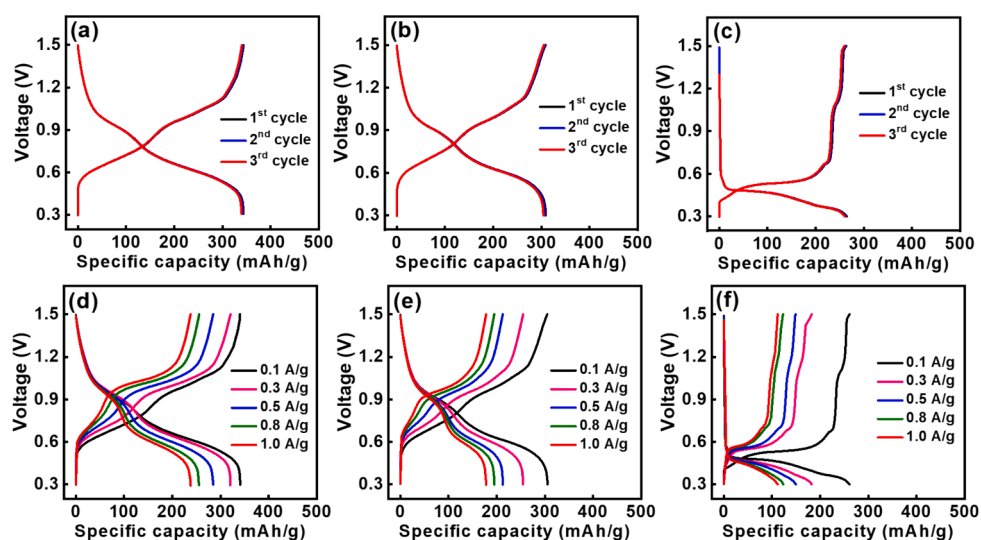 (a)
Voltage (V)
1.5
1.2
0.9
0.6
0.3
1st cycle
2nd cycle
3rd cycle
0 100 200 300 400 500
Specific capacity (mAh/g)
(b)
Voltage (V)
1.5
1.2
0.9
0.6
0.3
1st cycle
2nd cycle
3rd cycle
0 100 200 300 400 500
Specific capacity (mAh/g)
(c)
Voltage (V)
1.5
1.2
0.9
0.6
0.3
1st cycle
2nd cycle
3rd cycle
0 100 200 300 400 500
Specific capacity (mAh/g)
(d)
Voltage (V)
1.5
1.2
0.9
0.6
0.3
0.1 A/g
0.3 A/g
0.5 A/g
0.8 A/g
1.0 A/g
0 100 200 300 400 500
Specific capacity (mAh/g)
(e)
Voltage (V)
1.5
1.2
0.9
0.6
0.3
0.1 A/g
0.3 A/g
0.5 A/g
0.8 A/g
1.0 A/g
0 100 200 300 400 500
Specific capacity (mAh/g)
(f)
Voltage (V)
1.5
1.2
0.9
0.6
0.3
0.1 A/g
0.3 A/g
0.5 A/g
0.8 A/g
1.0 A/g
0 100 200 300 400 500
Specific capacity (mAh/g)